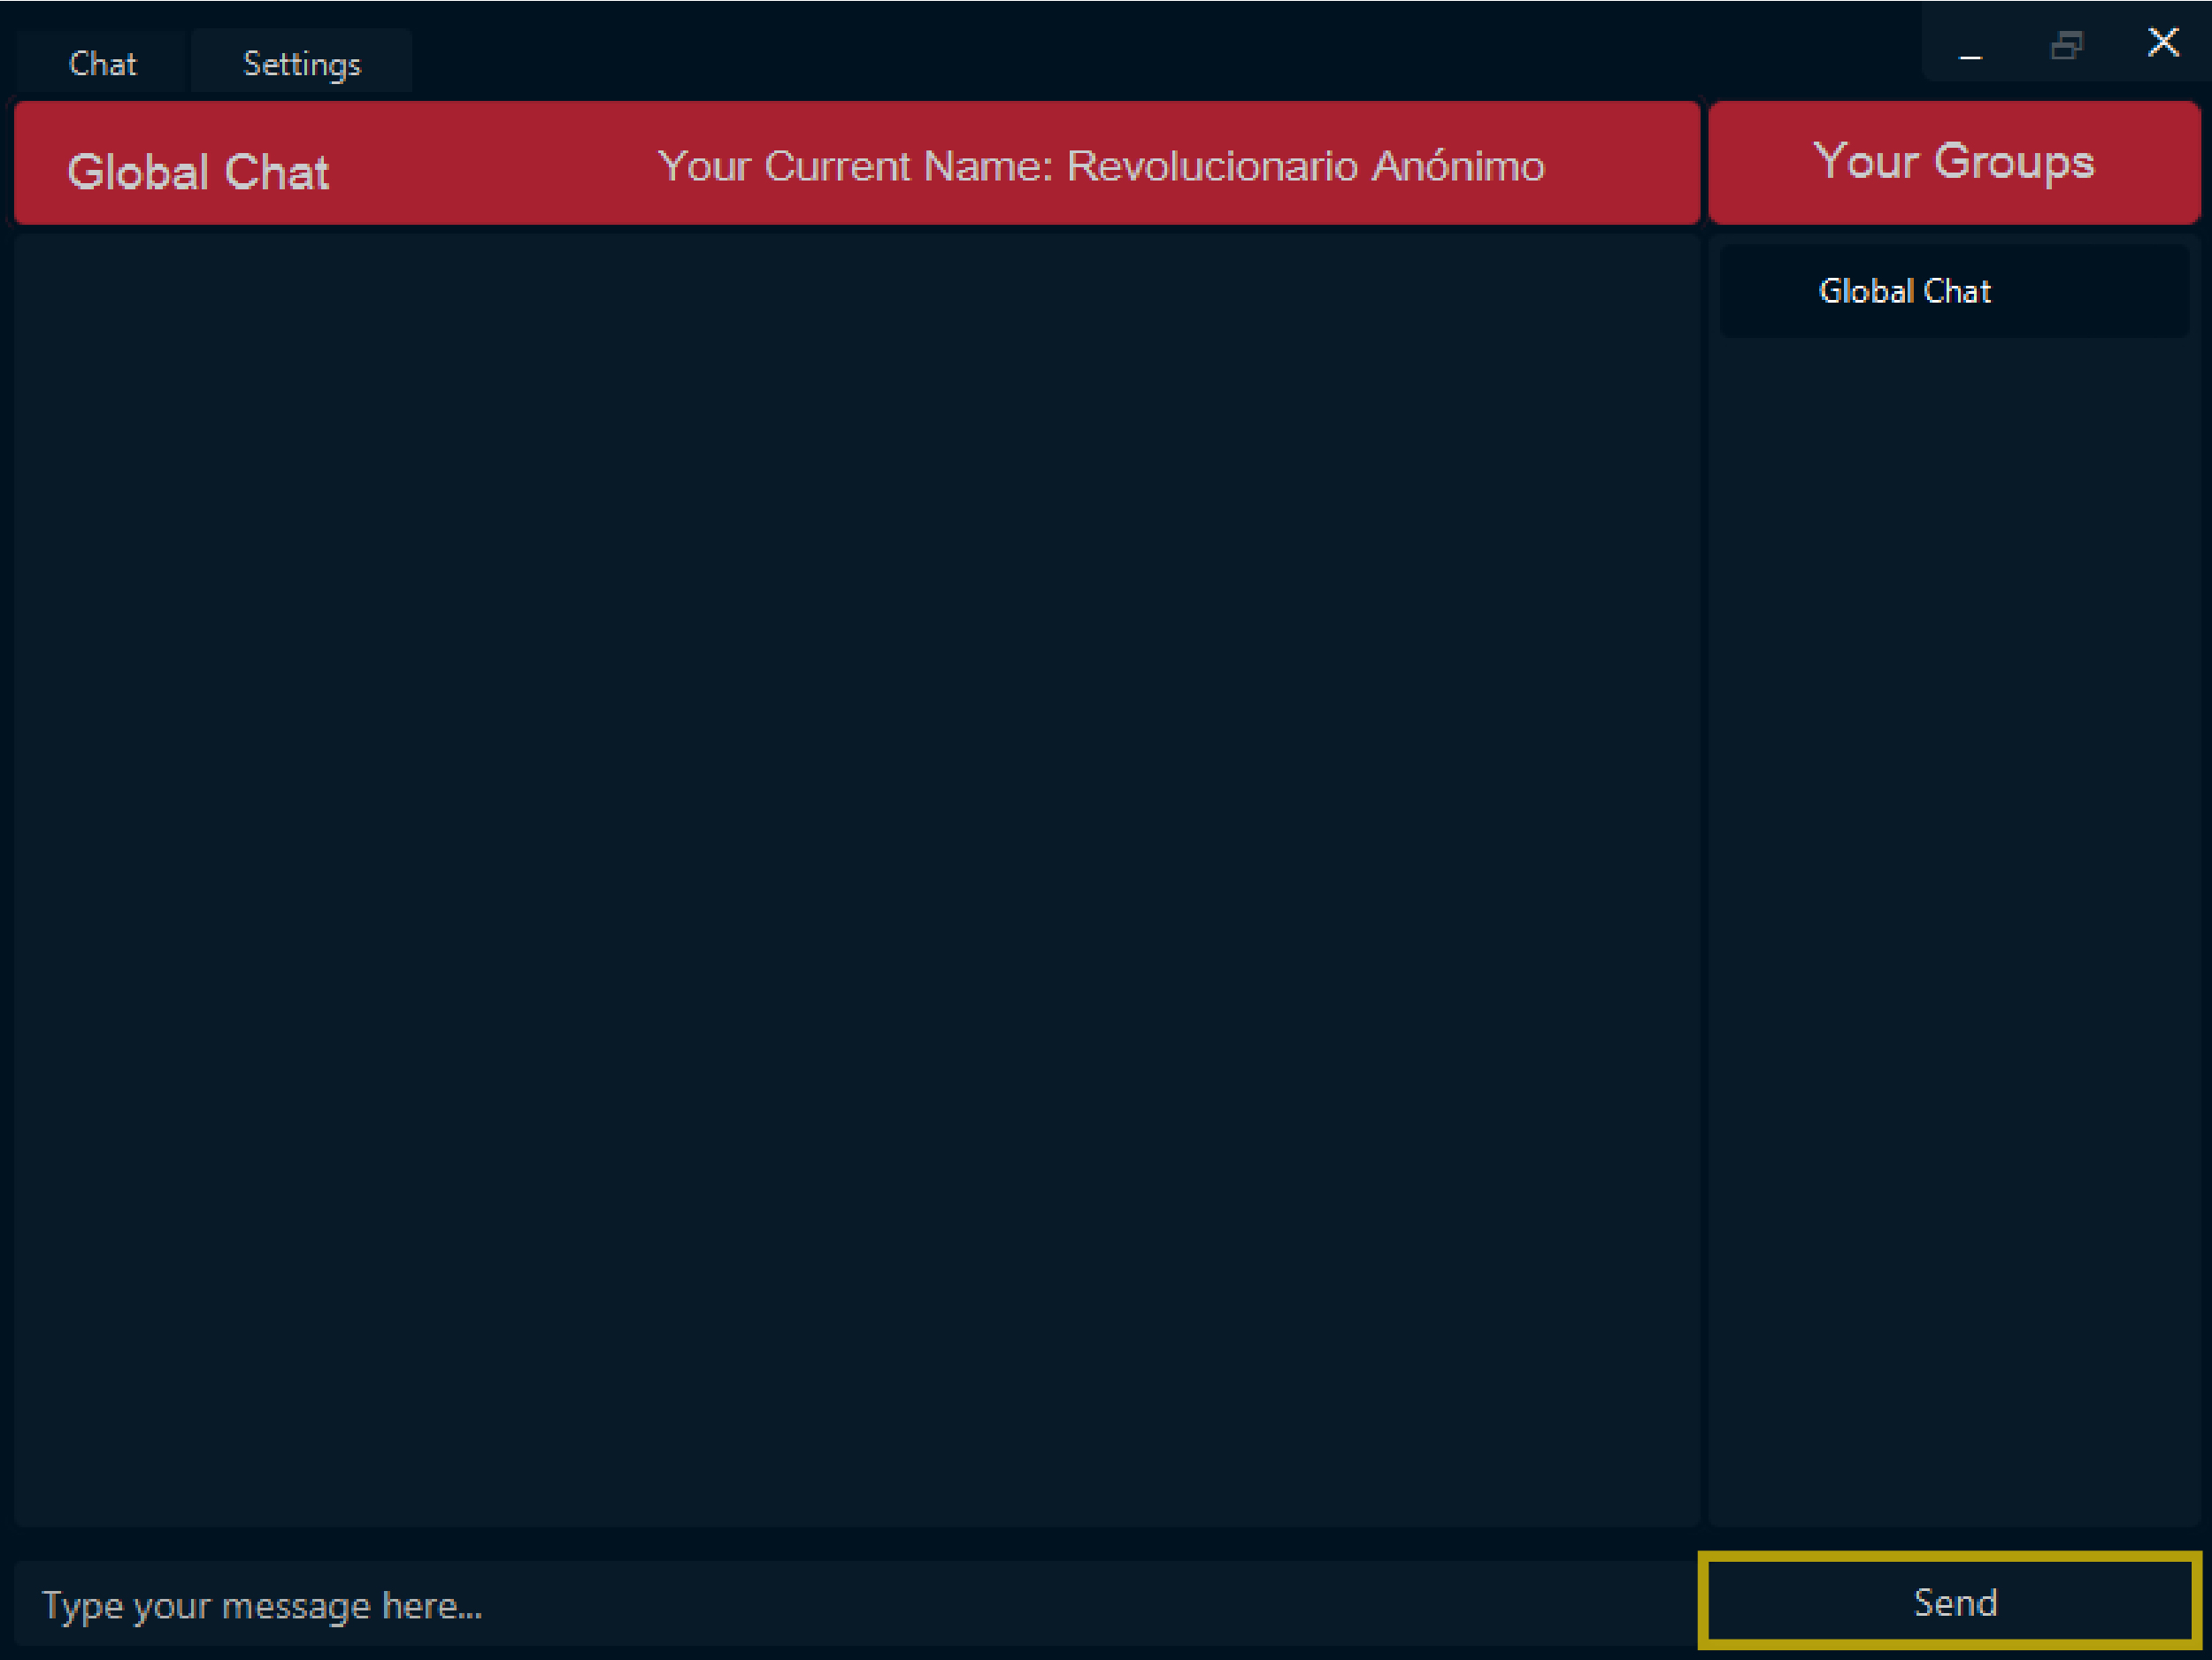 Chat
Settings
Global Chat
Your Current Name: Revolucionario Anónimo
Your Groups
Global Chat
Type your message here...
Send